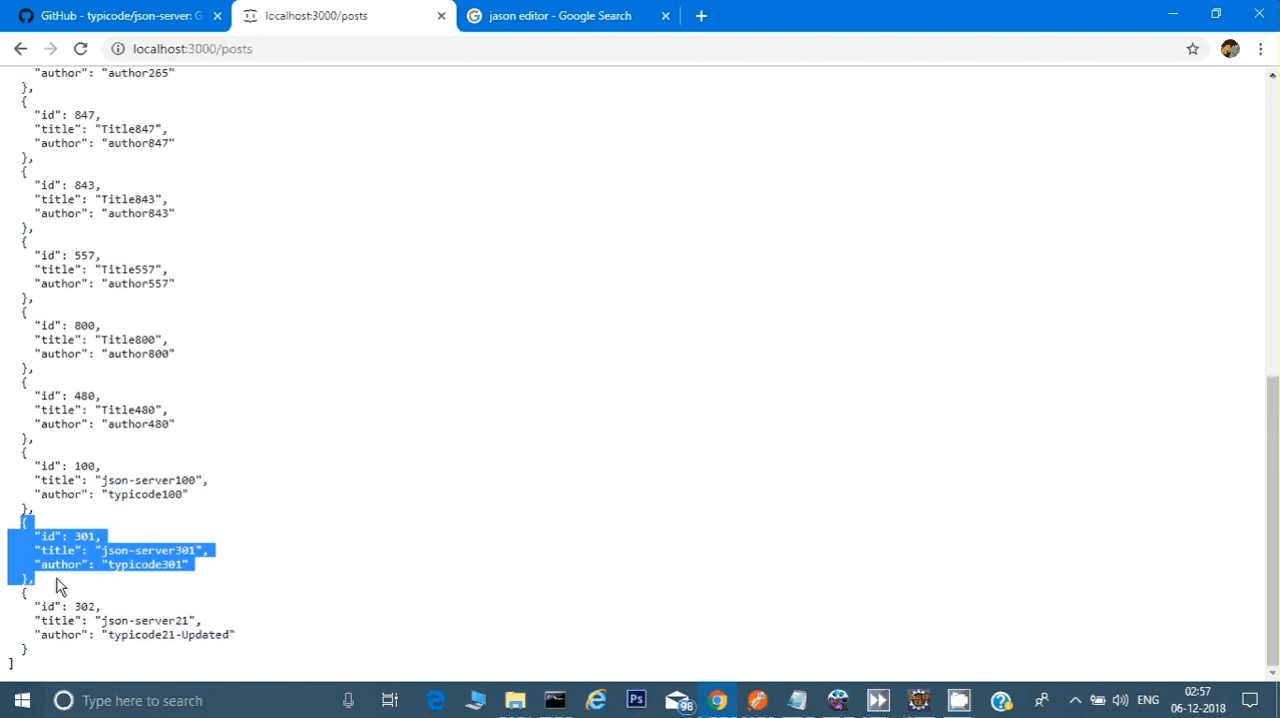 GitHub - typicode/json-server: G
localhost:3000/posts
jason editor - Google Search
localhost:3000/posts
"author": "author265"
},
{
"id": 847,
"title": "Title847",
"author": "author847"
},
{
"id": 843,
"title": "Title843",
"author": "author843"
},
{
"id": 557,
"title": "Title557",
"author": "author557"
},
{
"id": 800,
"title": "Title800",
"author": "author800"
},
{
"id": 480,
"title": "Title480",
"author": "author480"
},
{
"id": 100,
"title": "json-server100",
"author": "typicode100"
},
{
"id": 301,
"title": "json-server301",
"author": "typicode301"
},
{
"id": 302,
"title": "json-server21",
"author": "typicode21-Updated"
}
]
Type here to search
Ps
98
ENG
02:57
06-12-2018